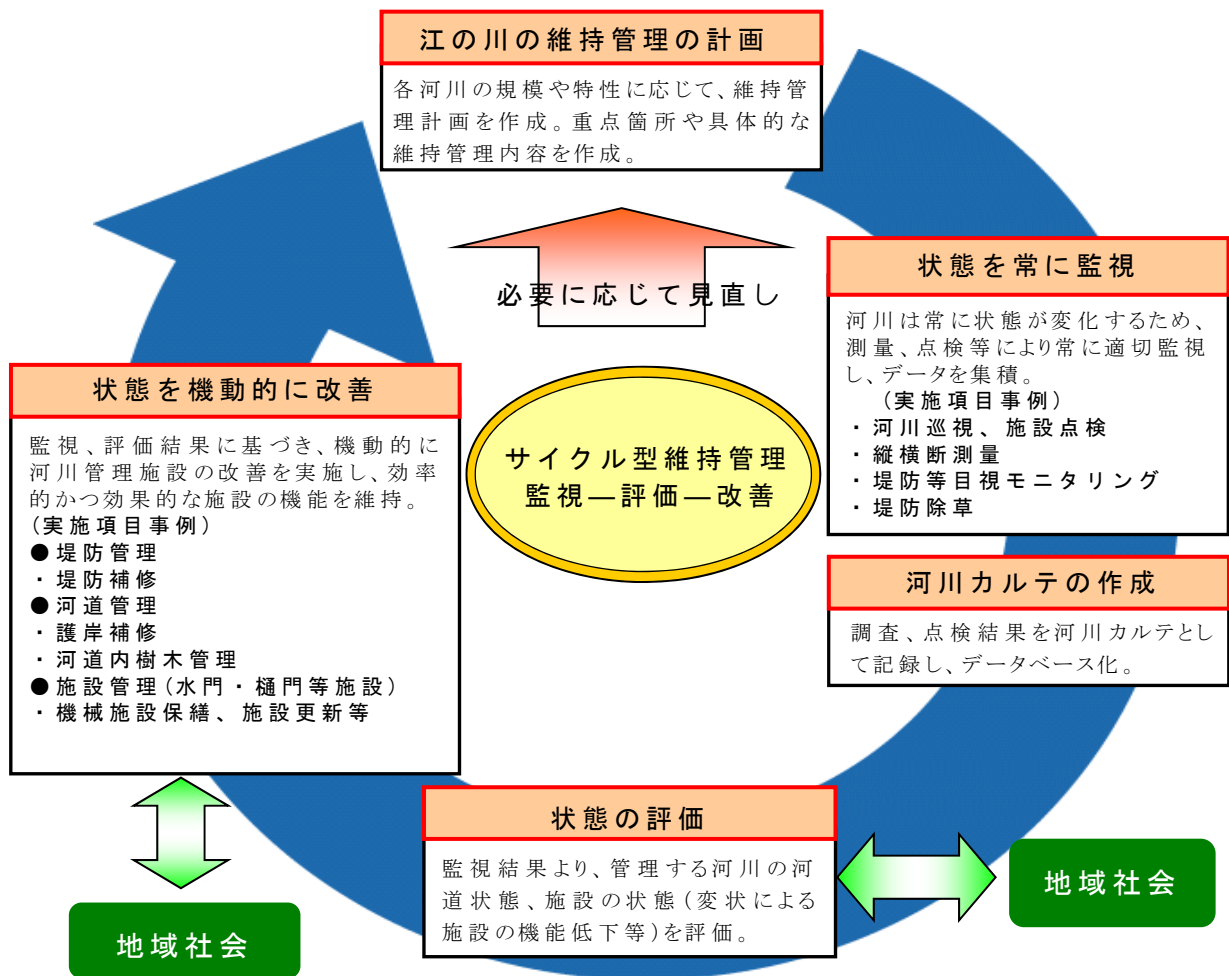 江の川の維持管理の計画
各河川の規模や特性に応じて、維持管
理計画を作成。重点箇所や具体的な
維持管理内容を作成。
必要に応じて見直し
状態を常に監視
河川は常に状態が変化するため、
測量、点検等により常に適切監視
し、データを集積。
(実施項目事例)
・河川巡視、施設点検
・縦横断測量
・堤防等目視モニタリング
・堤防除草
河川カルテの作成
調査、点検結果を河川カルテとし
て記録し、データベース化。
状態の評価
監視結果より、管理する河川の河
道状態、施設の状態(変状による
施設の機能低下等)を評価。
地域社会
状態を機動的に改善
監視、評価結果に基づき、機動的に
河川管理施設の改善を実施し、効率
的かつ効果的な施設の機能を維持。
(実施項目事例)
●堤防管理
・堤防補修
●河道管理
・護岸補修
・河道内樹木管理
●施設管理(水門・樋門等施設)
・機械施設保繕、施設更新等
地域社会
サイクル型維持管理
監視―評価―改善